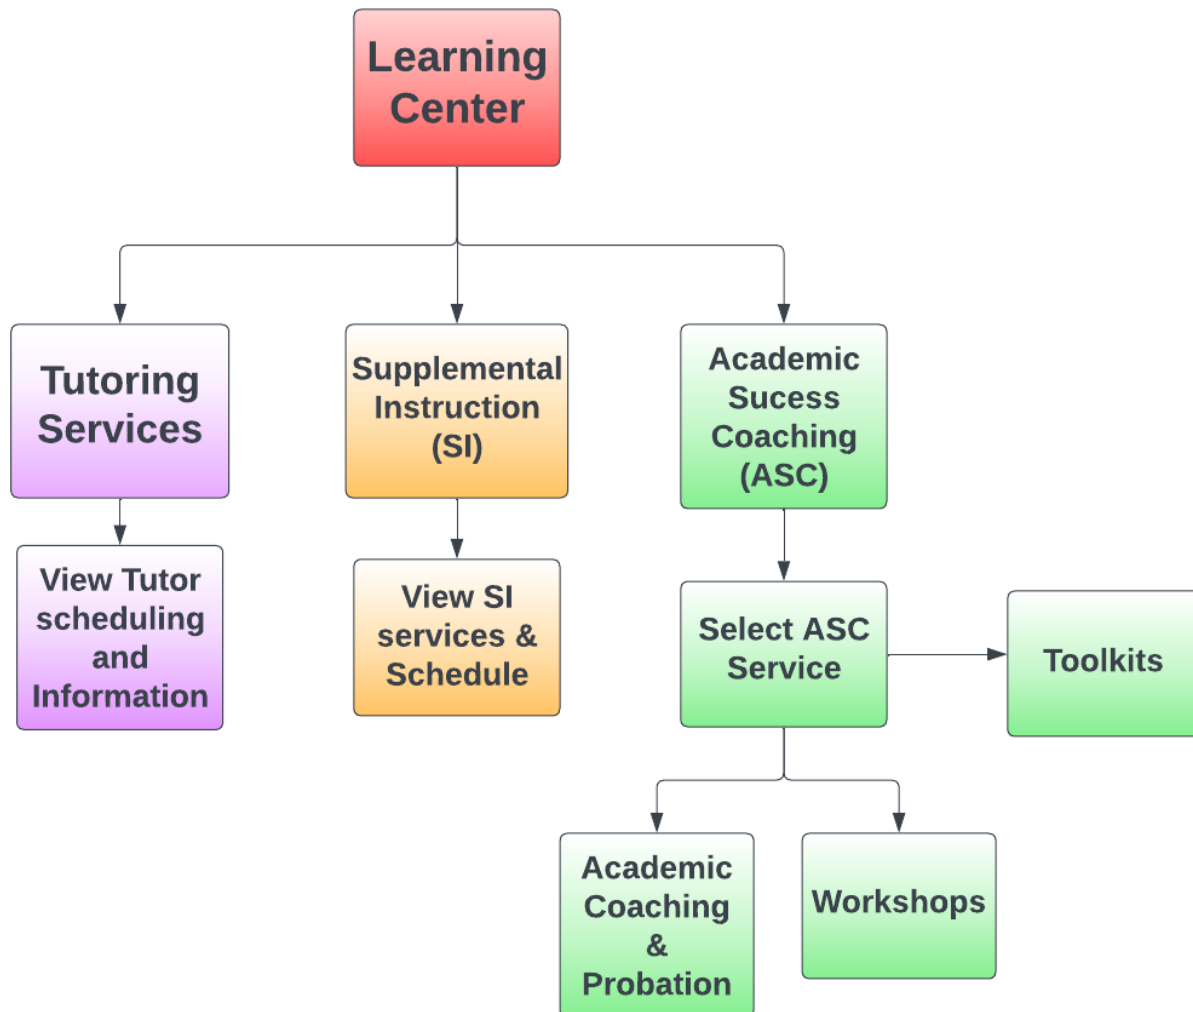 Learning
Center
Tutoring
Services
Supplemental
Instruction
(SI)
Academic
Sucess
Coaching
(ASC)
View Tutor
scheduling
and
Information
View SI
services &
Schedule
Select ASC
Service
Toolkits
Academic
Coaching
&
Probation
Workshops